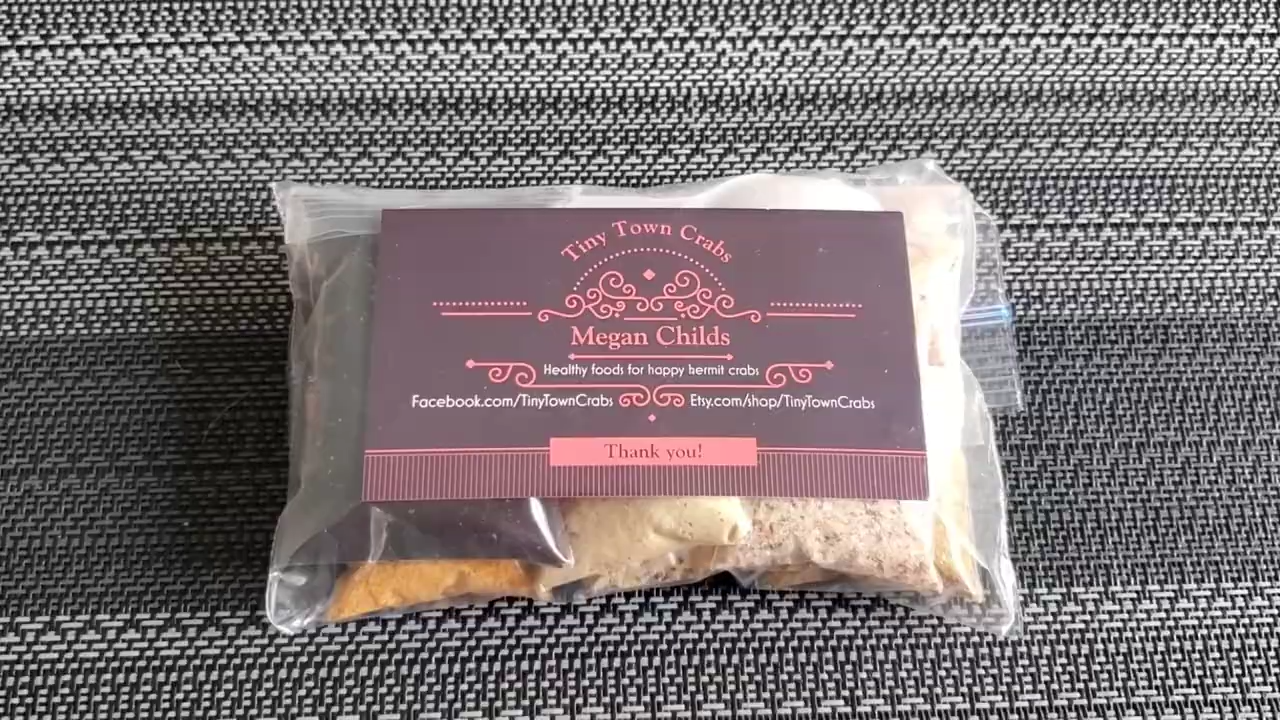 Tiny Town Crabs
Megan Childs
Healthy foods for happy hermit crabs
Facebook.com/TinyTownCrabs Etsy.com/shop/TinyTownCrabs
Thank you!